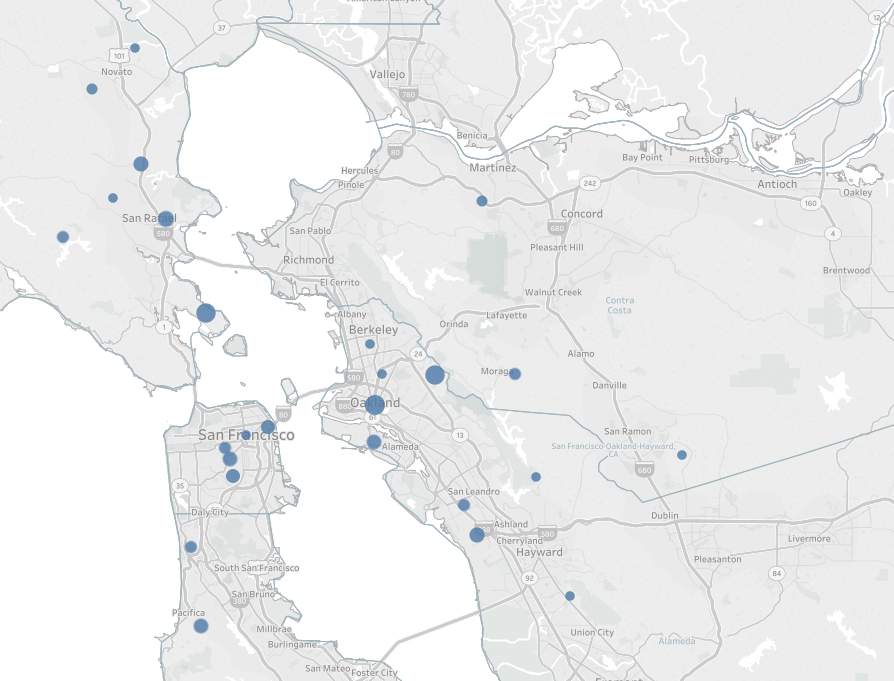 American Canyon
37
12
101
Novato
Vallejo
780
Benicia
80
Martinez
Bay Point
Pittsburg
Hercules
Pinole
242
Antioch
Oakley
160
San Rafael
580
Concord
680
4
San Pablo
Pleasant Hill
Richmond
Brentwood
El Cerrito
Walnut Creek
Contra
Costa
1
Albany
Berkeley
Lafayette
Orinda
24
Alamo
580
Moraga
Danville
880
Oakland
61
80
San Francisco
Alameda
13
San Ramon
San Francisco-Oakland-Hayward,
CA
680
35
San Leandro
Daly City
Ashland
580
Cherryland
Dublin
Hayward
Livermore
Pleasanton
South San Francisco
92
84
San Bruno
380
Pacifica
Millbrae
Union City
Alameda
Burlingame
San Mateo
Foster City
Fremont